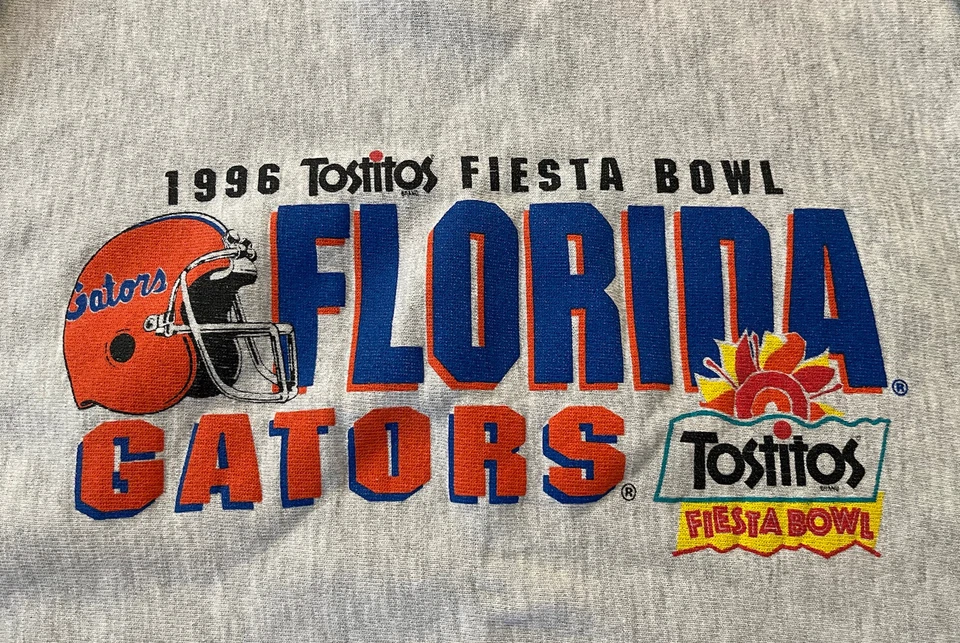 1996 Tostitos FIESTA BOWL
Gators
FLORIDA®
GATORS®
Tostitos
FIESTA BOWL